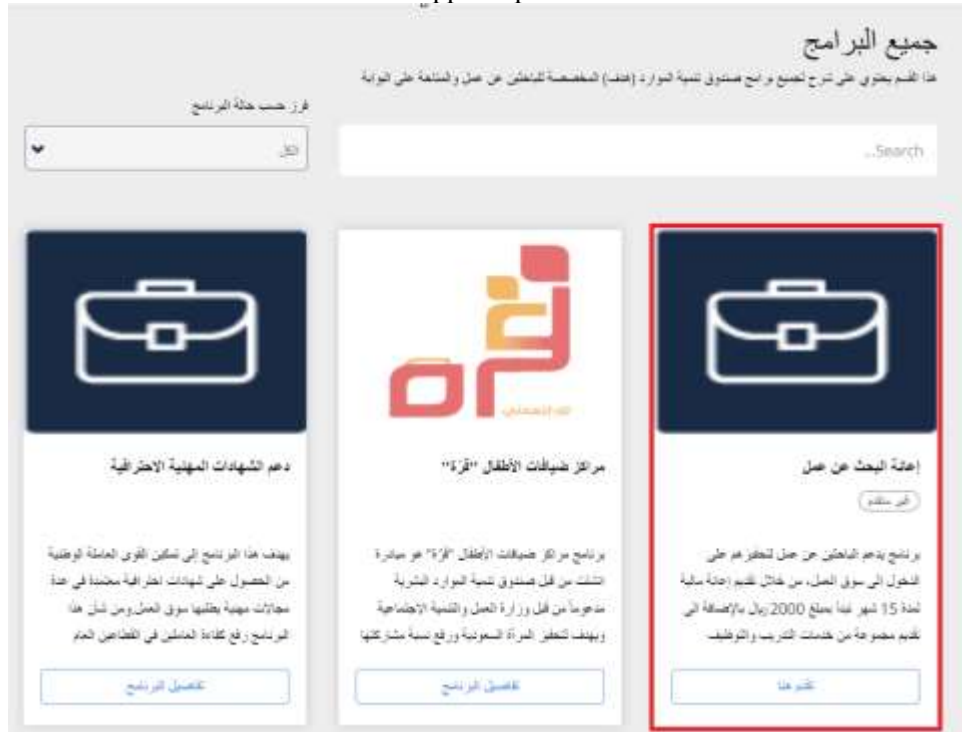 جميع البرامج
هذا القسم يحتوي على شرح لجميع برامج صندوق تنمية الموارد (هدف) المخصصة للباحثين عن عمل والمتاحة على البوابة
فرز حسب حالة البرنامج
Search...
الكل
قرة
إعانة البحث عن عمل
غير متقدم
برنامج يدعم الباحثين عن عمل لتحفيزهم على
الدخول الى سوق العمل، من خلال تقديم إعانة مالية
لمدة 15 شهر تبدأ بمبلغ 2000 ريال بالإضافة الى
تقديم مجموعة من خدمات التدريب والتوظيف
تقدم هنا
مراكز ضيافات الأطفال "قرّة"
برنامج مراكز ضيافات الأطفال "قرّة" هو مبادرة
انشئت من قبل صندوق تنمية الموارد البشرية
مدعوماً من قبل وزارة العمل والتنمية الاجتماعية
ويهدف لتحفيز المرأة السعودية ورفع نسبة مشاركتها
تفاصيل البرنامج
دعم الشهادات المهنية الاحترافية
يهدف هذا البرنامج إلى تمكين القوى العاملة الوطنية
من الحصول على شهادات احترافية معتمدة في عدة
مجالات مهنية يطلبها سوق العمل ومن شأن هذا
البرنامج رفع كفاءة العاملين في القطاعين العام
تفاصيل البرنامج